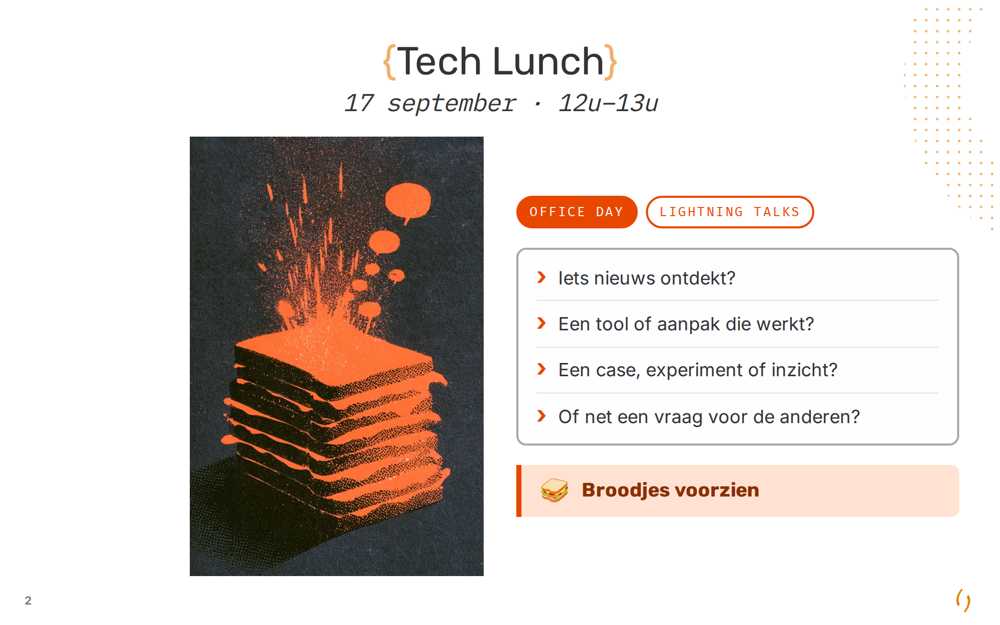 {Tech Lunch}
17 september · 12u–13u
OFFICE DAY
LIGHTNING TALKS
Iets nieuws ontdekt?
Een tool of aanpak die werkt?
Een case, experiment of inzicht?
Of net een vraag voor de anderen?
Broodjes voorzien
2